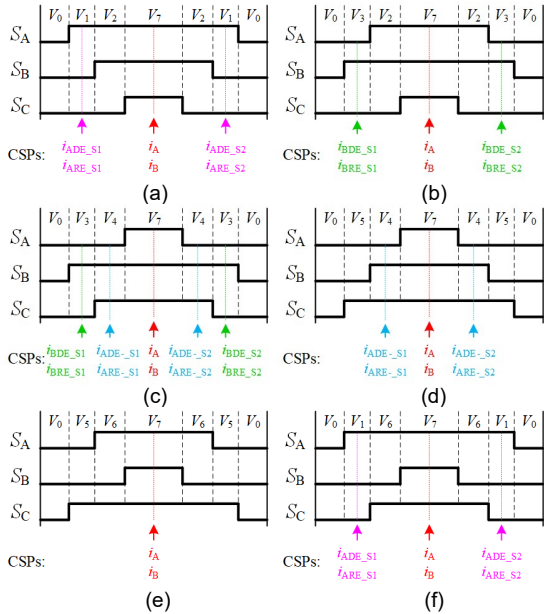 V0 V1 V2 V7 V2 V1 V0
SA
SB
SC
CSPs: iADE_S1 iA iADE_S2
iARE_S1 iB iARE_S2
(a)
V0 V3 V2 V7 V2 V3 V0
SA
SB
SC
CSPs: iBDE_S1 iA iBDE_S2
iBRE_S1 iB iBRE_S2
(b)
V0 V3 V4 V7 V4 V3 V0
SA
SB
SC
CSPs: iBDE_S1 iADE-_S1 iA iADE-_S2 iBDE_S2
iBRE_S1 iARE-_S1 iB iARE-_S2 iBRE_S2
(c)
V0 V5 V4 V7 V4 V5 V0
SA
SB
SC
CSPs: iADE-_S1 iA iADE-_S2
iARE-_S1 iB iARE-_S2
(d)
V0 V5 V6 V7 V6 V5 V0
SA
SB
SC
CSPs: iA
iB
(e)
V0 V1 V6 V7 V6 V1 V0
SA
SB
SC
CSPs: iADE_S1 iA iADE_S2
iARE_S1 iB iARE_S2
(f)